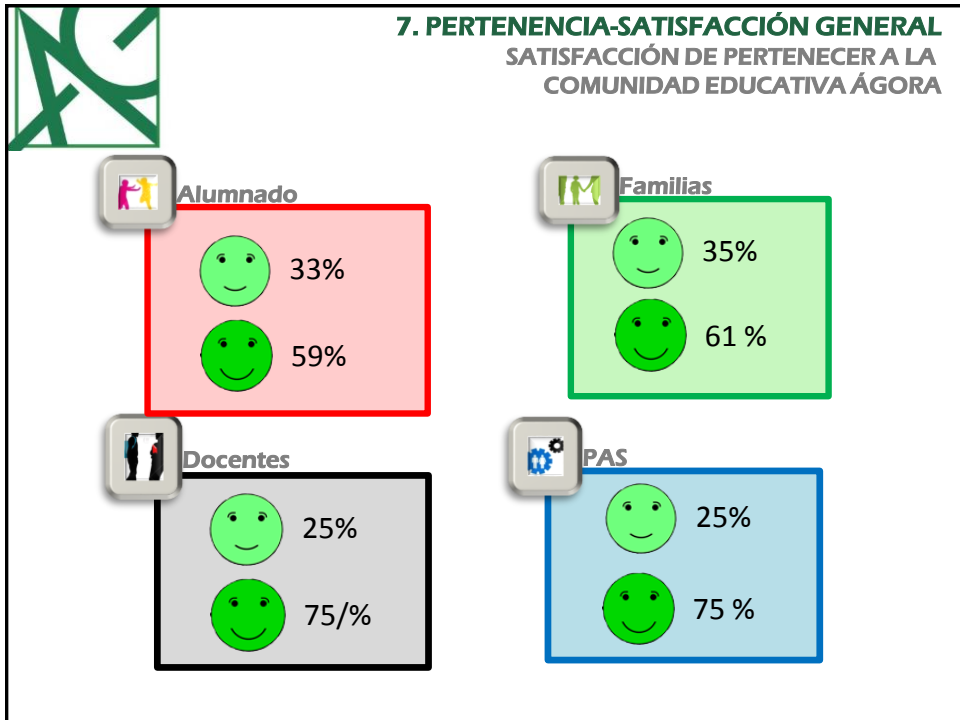 7. PERTENENCIA-SATISFACCIÓN GENERAL
SATISFACCIÓN DE PERTENECER A LA
COMUNIDAD EDUCATIVA ÁGORA
Alumnado
33%
59%
Familias
35%
61 %
Docentes
25%
75/%
PAS
25%
75 %